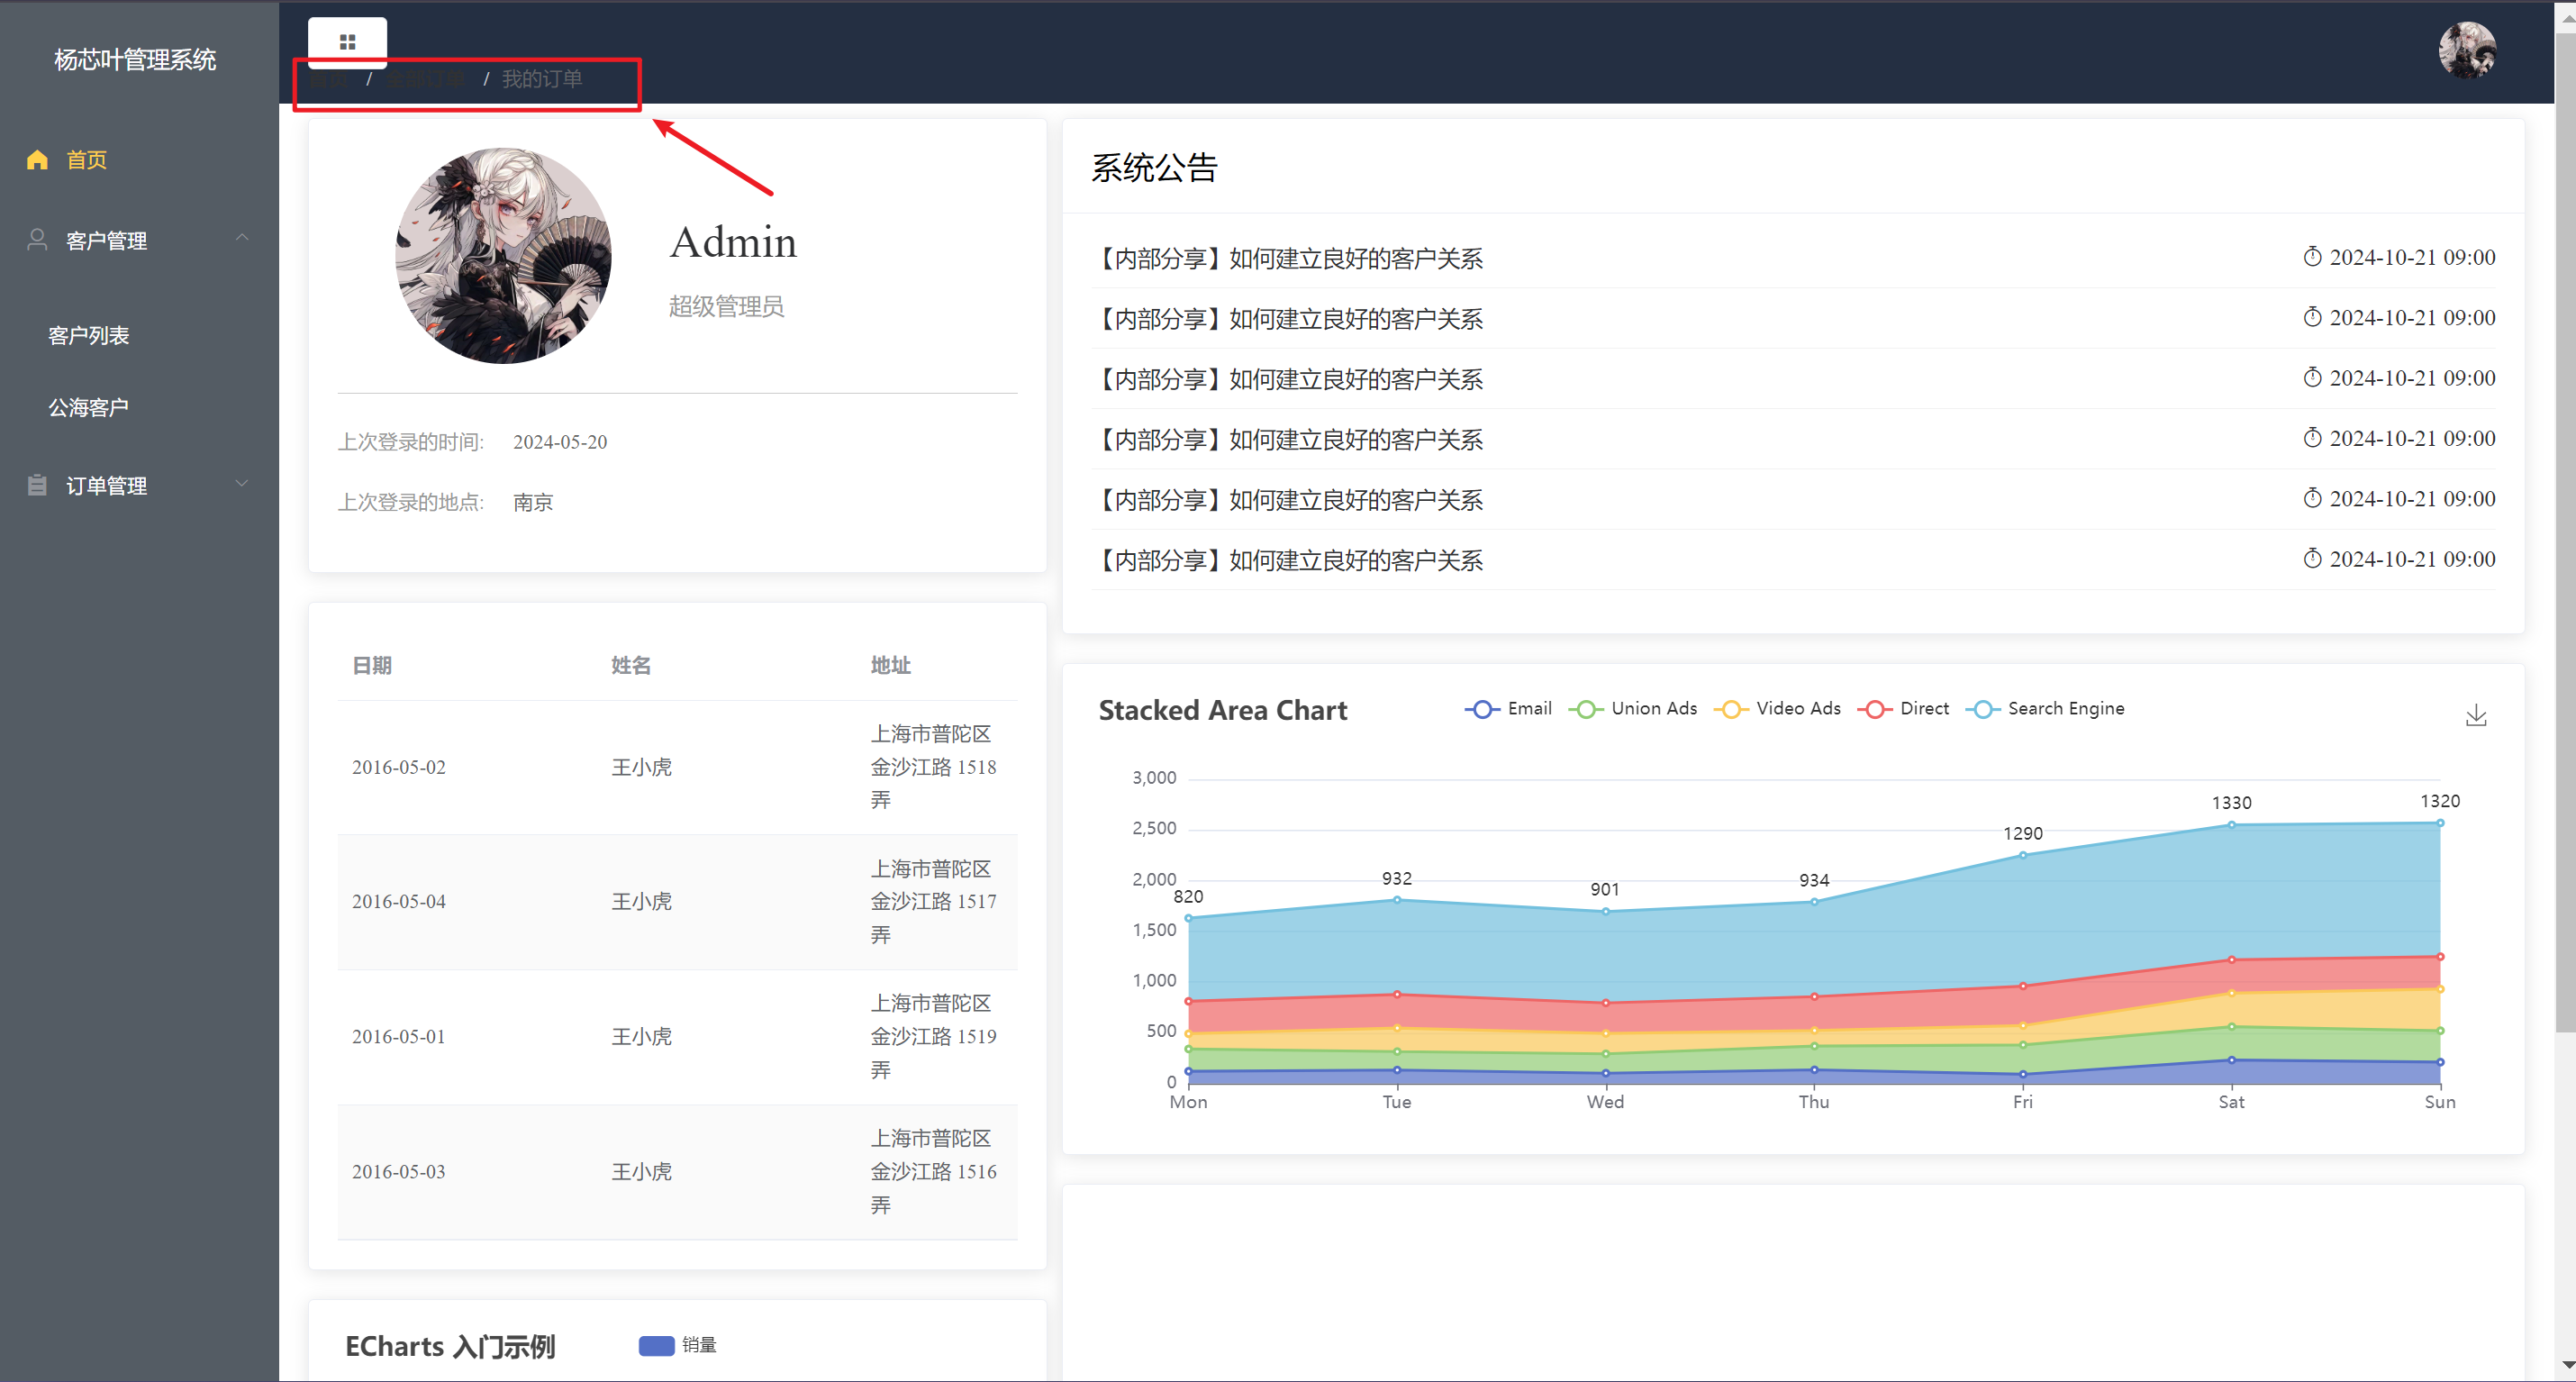 杨芯叶管理系统
首页
客户管理
客户列表
公海客户
订单管理
/ 全部订单 / 我的订单
Admin
超级管理员
上次登录的时间: 2024-05-20
上次登录的地点: 南京
日期 姓名 地址
2016-05-02 王小虎 上海市普陀区
金沙江路 1518
弄
2016-05-04 王小虎 上海市普陀区
金沙江路 1517
弄
2016-05-01 王小虎 上海市普陀区
金沙江路 1519
弄
2016-05-03 王小虎 上海市普陀区
金沙江路 1516
弄
ECharts 入门示例 销量
系统公告
【内部分享】如何建立良好的客户关系 2024-10-21 09:00
【内部分享】如何建立良好的客户关系 2024-10-21 09:00
【内部分享】如何建立良好的客户关系 2024-10-21 09:00
【内部分享】如何建立良好的客户关系 2024-10-21 09:00
【内部分享】如何建立良好的客户关系 2024-10-21 09:00
【内部分享】如何建立良好的客户关系 2024-10-21 09:00
Stacked Area Chart
Email Union Ads Video Ads Direct Search Engine
3,000
2,500
2,000
1,500
1,000
500
0
820 932 901 934 1290 1330 1320
Mon Tue Wed Thu Fri Sat Sun